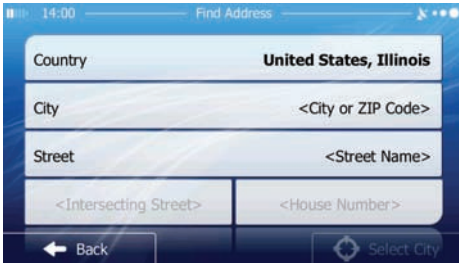 14:00 Find Address
Country United States, Illinois
City <City or ZIP Code>
Street <Street Name>
<Intersecting Street> <House Number>
Back Select City